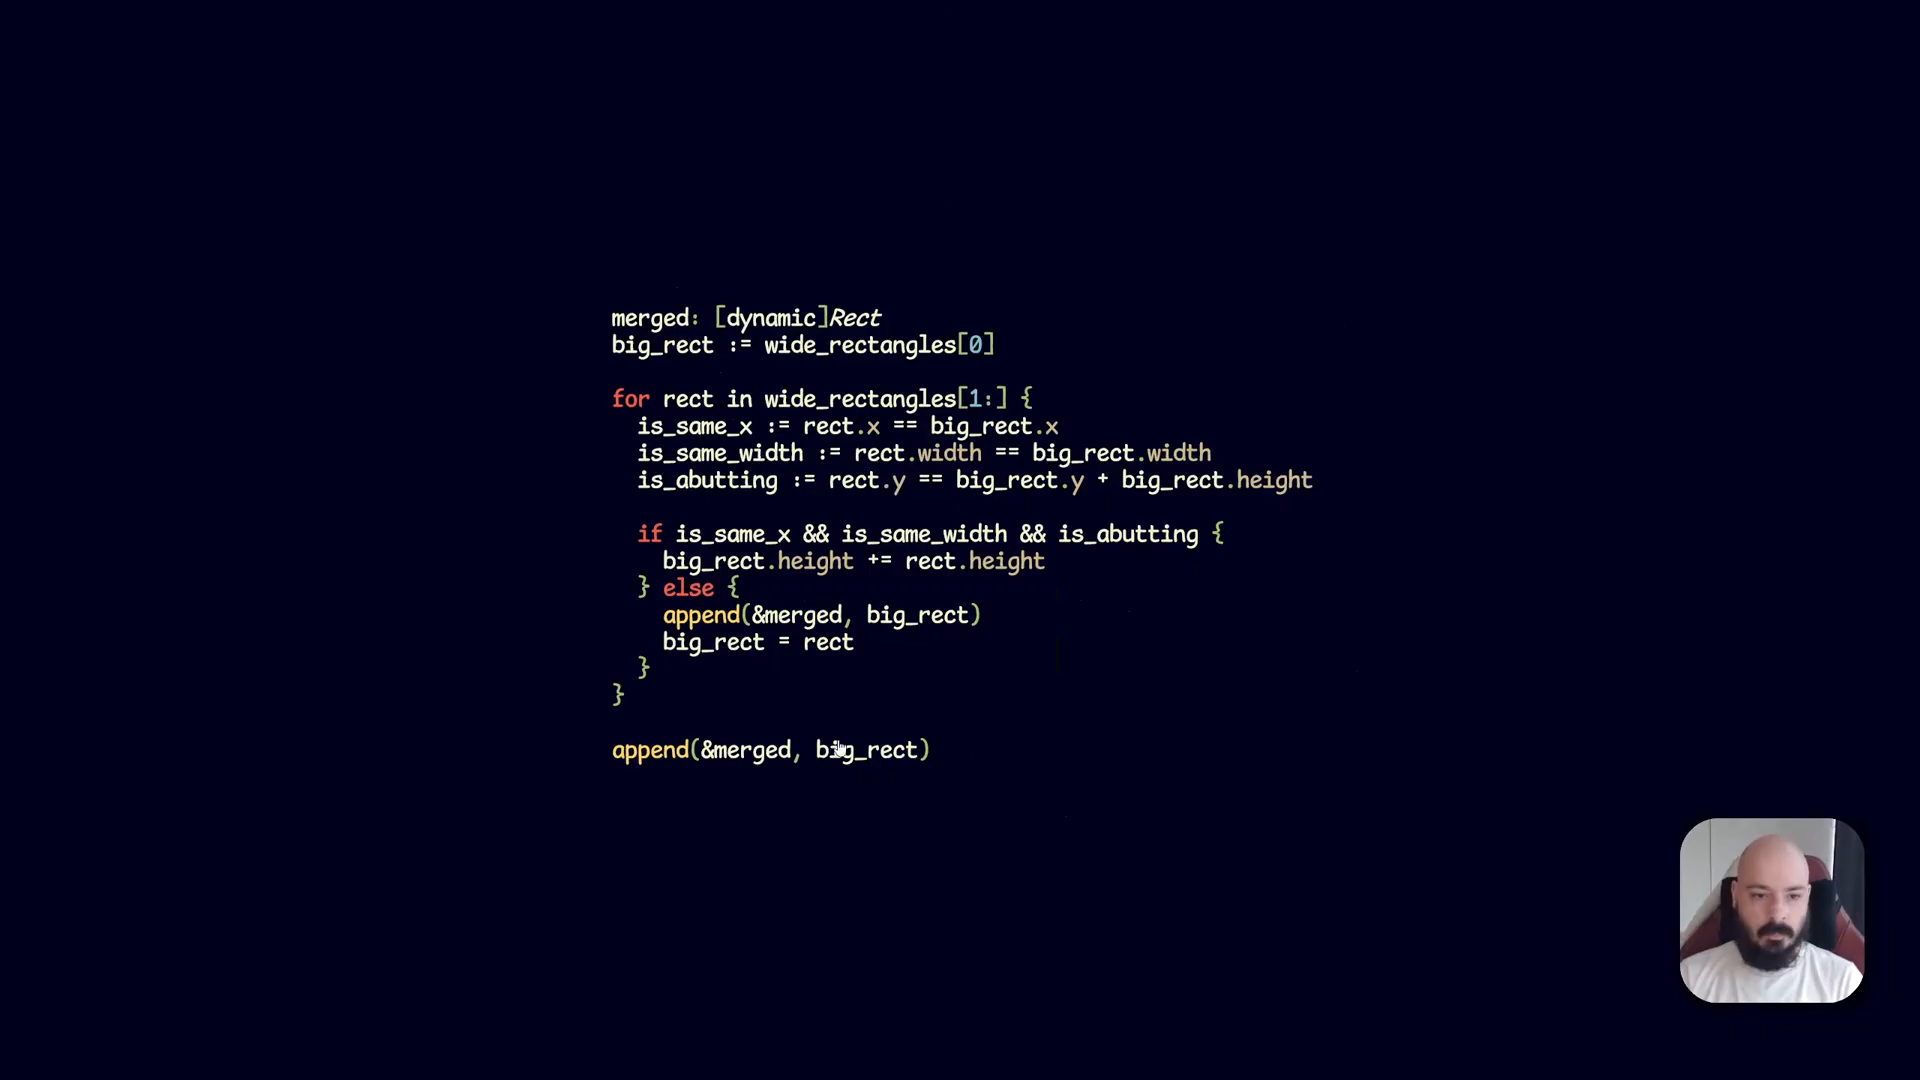 merged: [dynamic]Rect
big_rect := wide_rectangles[0]
for rect in wide_rectangles[1:] {
is_same_x := rect.x == big_rect.x
is_same_width := rect.width == big_rect.width
is_abutting := rect.y == big_rect.y + big_rect.height
if is_same_x && is_same_width && is_abutting {
big_rect.height += rect.height
} else {
append(&merged, big_rect)
big_rect = rect
}
}
append(&merged, big_rect)